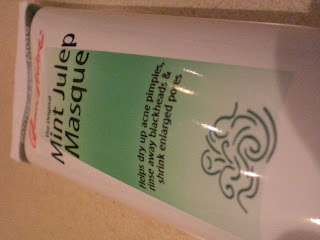 The Original
Mint Julep
Masque
Helps dry up acne pimples,
rinse away blackheads &
shrink enlarged pores